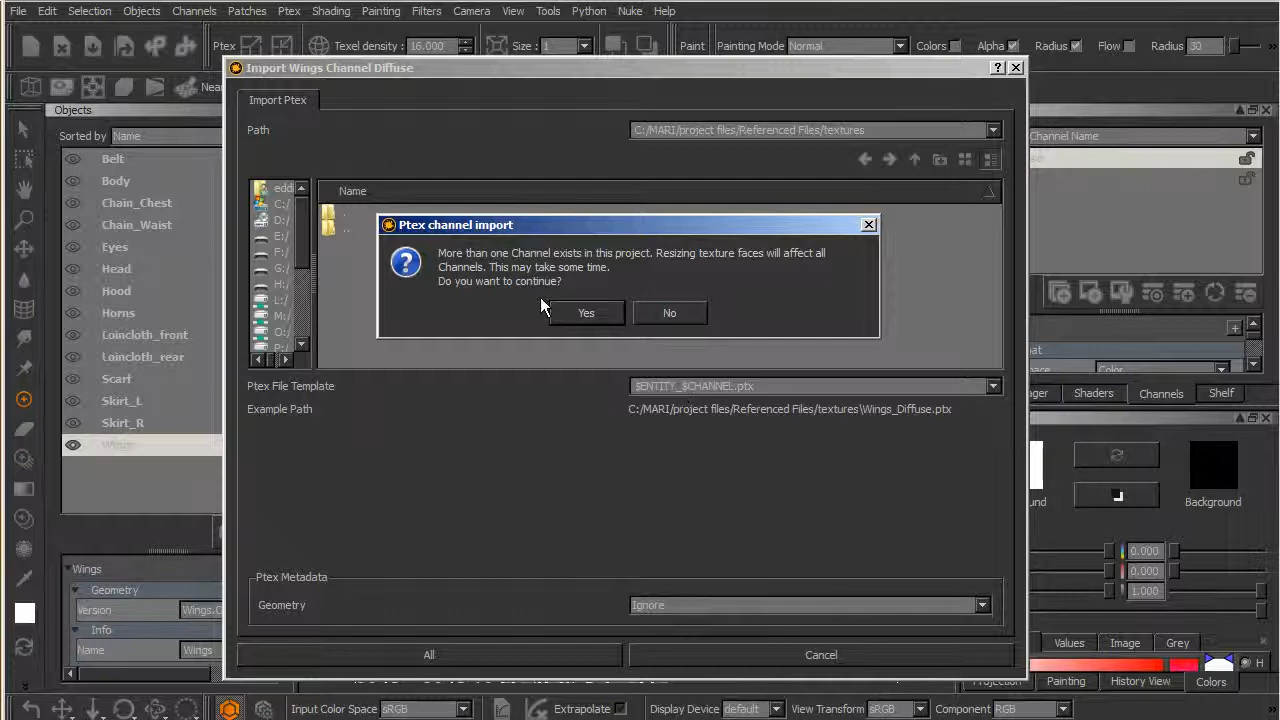 File Edit Selection Objects Channels Patches Ptex Shading Painting Filters Camera View Tools Python Nuke Help
Ptex Texel density: 16.000 Size: 1 Paint Painting Mode Normal Colors Alpha Radius Flow Radius 30
Import Wings Channel Diffuse
Objects
Import Ptex
Sorted by Name
Path C:/MARI/project files/Referenced Files/textures
Channel Name
Belt
Body
Chain_Chest
Chain_Waist
Eyes
Head
Hood
Horns
Loincloth_front
Loincloth_rear
Scarf
Skirt_L
Skirt_R
Wings
eddi
C:/
D:/
E:/
F:/
G:/
H:/
L:/
M:/
O:/
P:/
Name
.
..
Ptex channel import
More than one Channel exists in this project. Resizing texture faces will affect all
Channels. This may take some time.
Do you want to continue?
Yes No
Ptex File Template $ENTITY_$CHANNEL.ptx
Example Path C:/MARI/project files/Referenced Files/textures\Wings_Diffuse.ptx
Color
Shaders Channels Shelf
Background
0.000
0.000
1.000
Wings
Geometry
Version Wings.
Info
Name Wings
Ptex Metadata
Geometry Ignore
All Cancel
Values Image Grey
H
Projection Painting History View Colors
Input Color Space sRGB Extrapolate Display Device default View Transform sRGB Component RGB